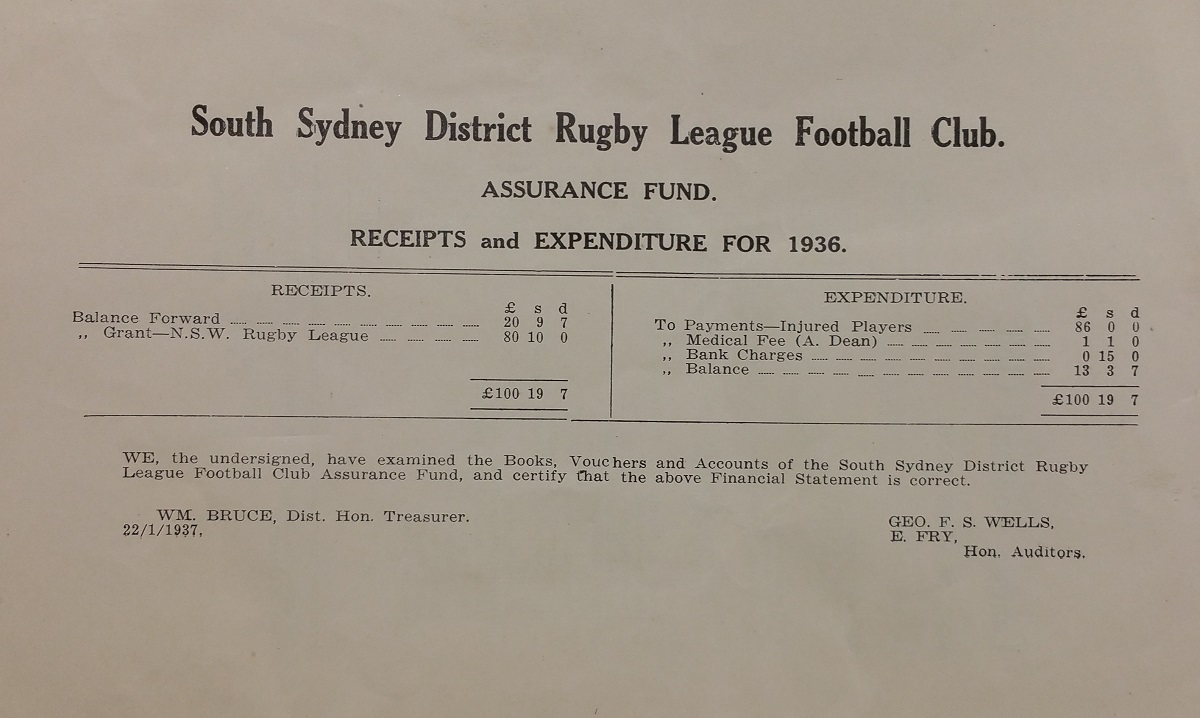 South Sydney District Rugby League Football Club.
ASSURANCE FUND.
RECEIPTS and EXPENDITURE FOR 1936.
RECEIPTS.
£ s d
Balance Forward 20 9 7
,, Grant—N.S.W. Rugby League 80 10 0
£100 19 7
EXPENDITURE.
£ s d
To Payments—Injured Players 86 0 0
,, Medical Fee (A. Dean) 1 1 0
,, Bank Charges 0 15 0
,, Balance 13 3 7
£100 19 7
WE, the undersigned, have examined the Books, Vouchers and Accounts of the South Sydney District Rugby
League Football Club Assurance Fund, and certify that the above Financial Statement is correct.
WM. BRUCE, Dist. Hon. Treasurer.
22/1/1937,
GEO. F. S. WELLS,
E. FRY,
Hon. Auditors.